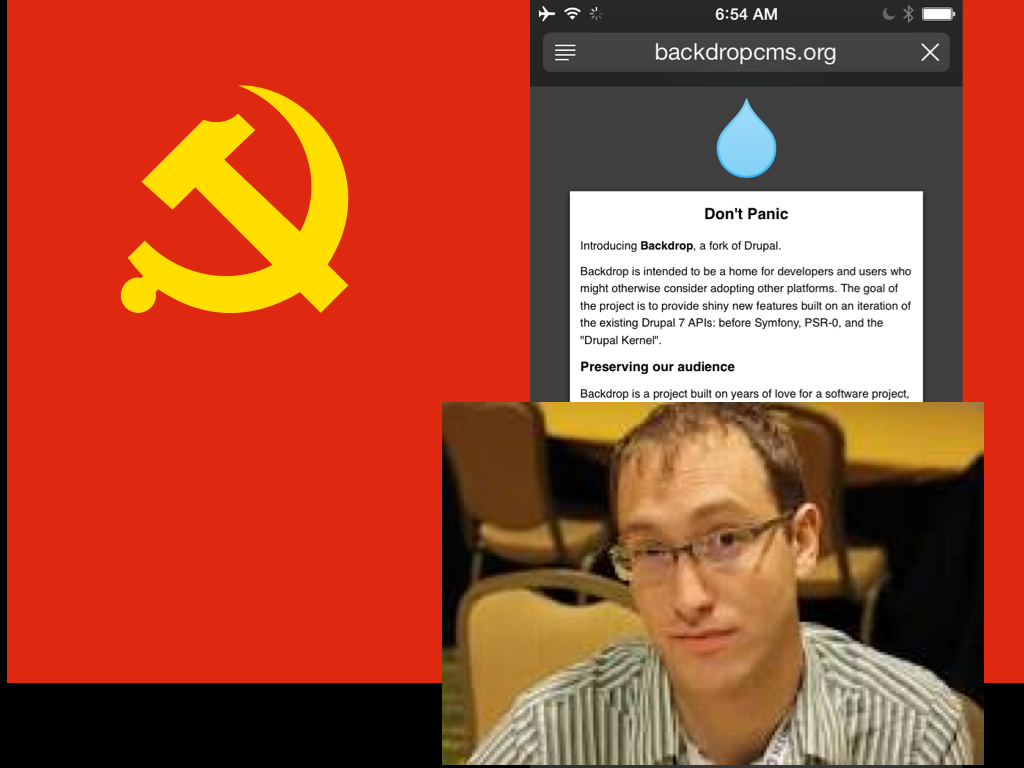 6:54 AM
backdropcms.org
Don't Panic
Introducing Backdrop, a fork of Drupal.
Backdrop is intended to be a home for developers and users who
might otherwise consider adopting other platforms. The goal of
the project is to provide shiny new features built on an iteration of
the existing Drupal 7 APIs: before Symfony, PSR-0, and the
"Drupal Kernel".
Preserving our audience
Backdrop is a project built on years of love for a software project,